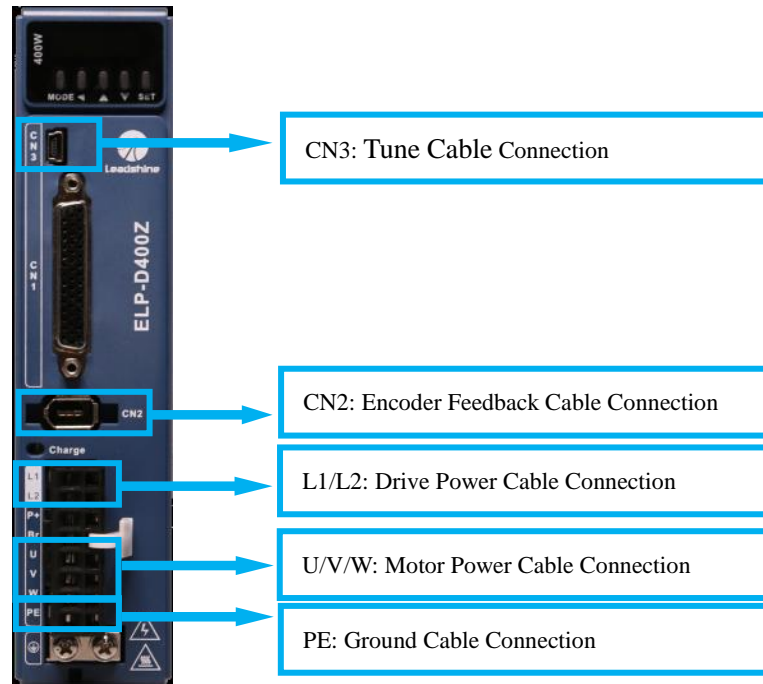 400W
MODE SET
CN3
Leadshine
CN3: Tune Cable Connection
ELP-D400Z
CN1
CN2: Encoder Feedback Cable Connection
CN2
Charge
L1
L2
L1/L2: Drive Power Cable Connection
P+
Br
U
V
W
U/V/W: Motor Power Cable Connection
PE
PE: Ground Cable Connection